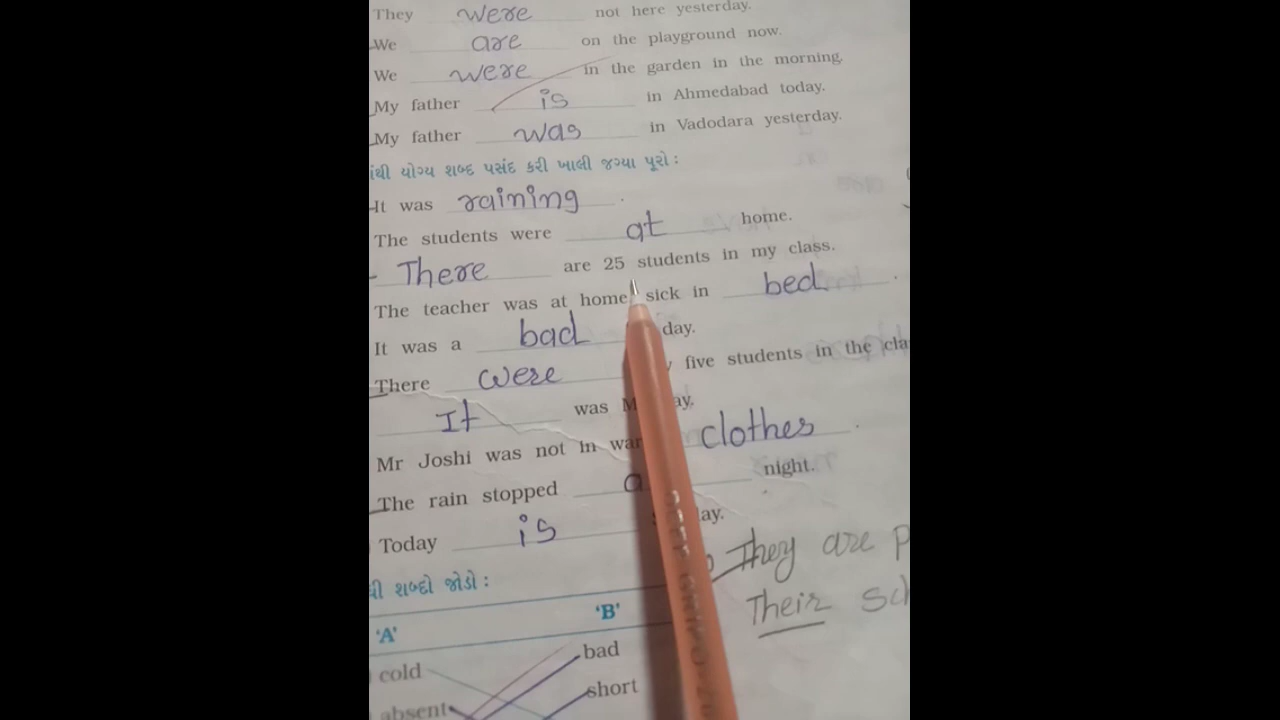 They were not here yesterday.
We are on the playground now.
We were in the garden in the morning.
My father is in Ahmedabad today.
My father was in Vadodara yesterday.
યોગ્ય શબ્દ પસંદ કરી ખાલી જગ્યા પૂરો :
It was raining .
The students were at home.
There are 25 students in my class.
The teacher was at home sick in bed .
It was a bad day.
There were five students in the
It was
Mr Joshi was not in clothes .
The rain stopped night.
Today is
They are
Their
શબ્દો જોડો :
'A' 'B'
cold bad
absent short